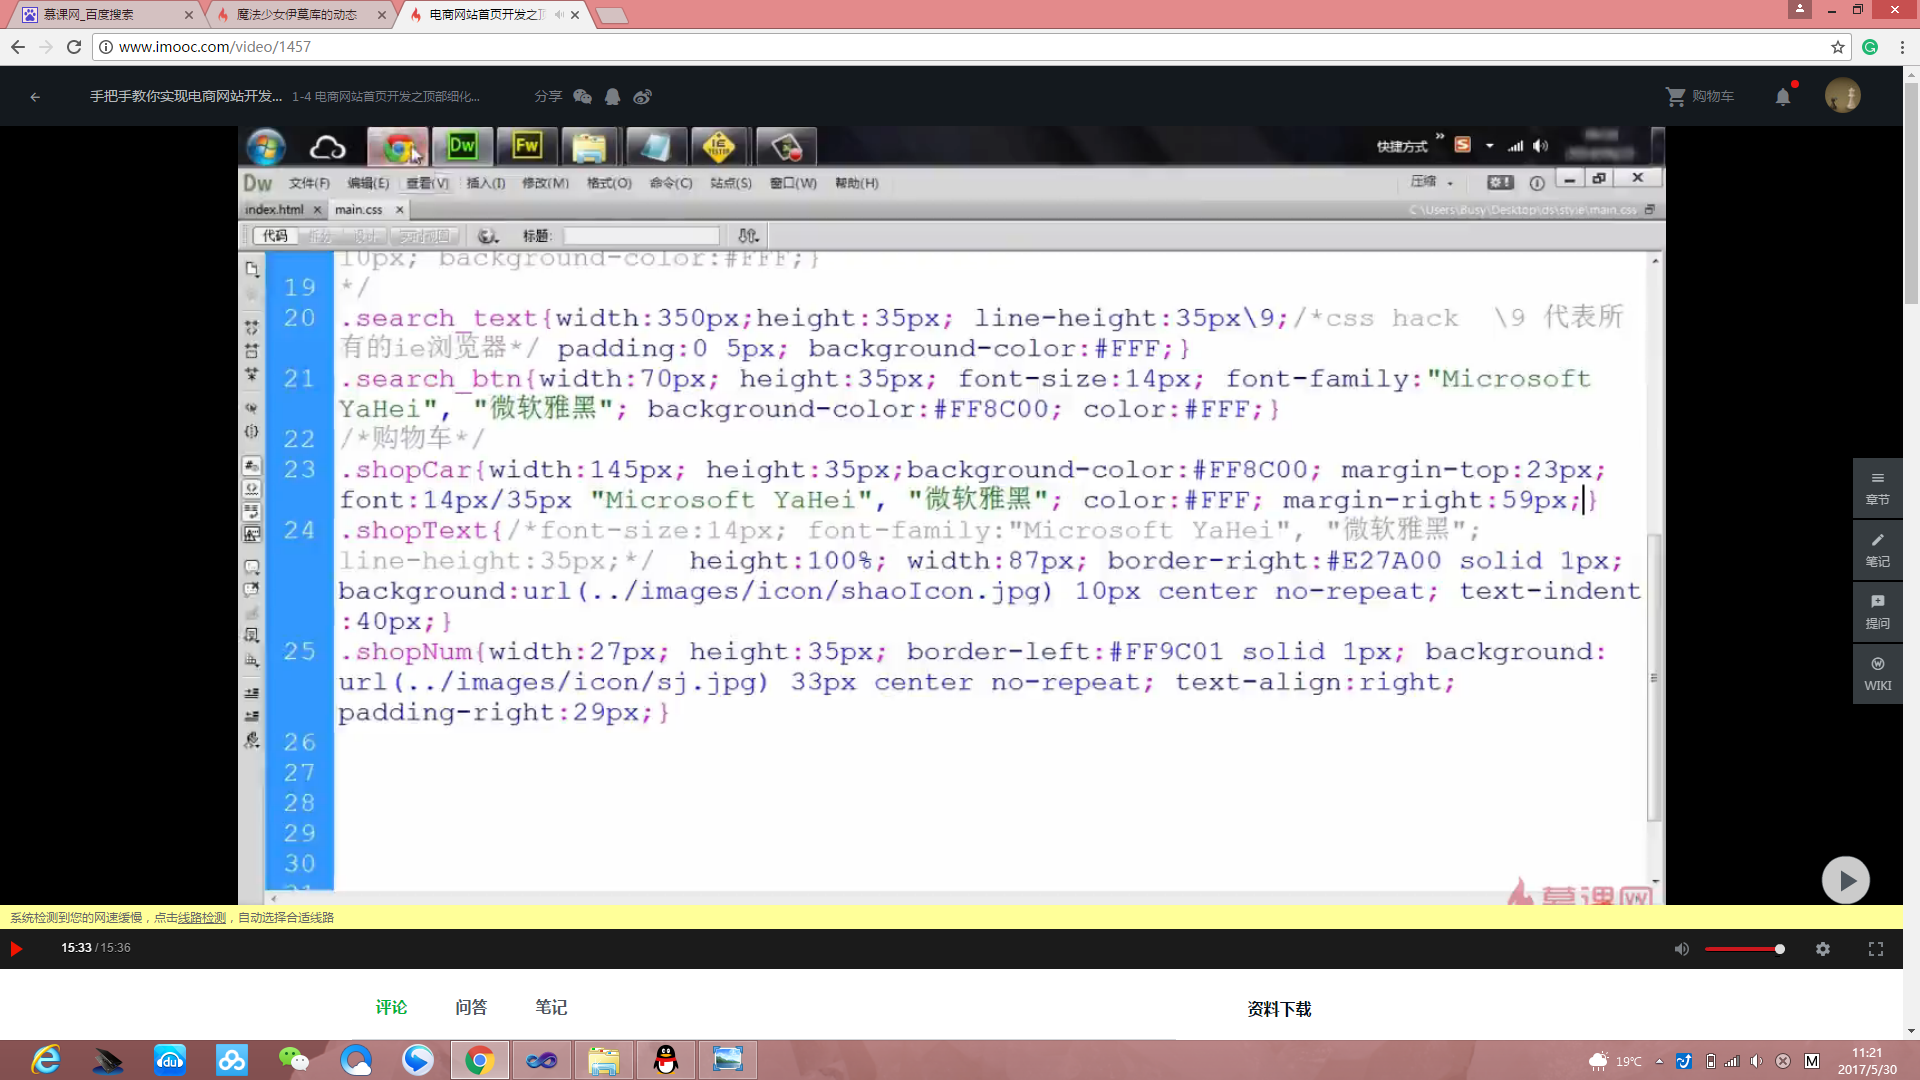 慕课网_百度搜索
魔法少女伊莫库的动态
电商网站首页开发之顶
www.imooc.com/video/1457
手把手教你实现电商网站开发...
1-4 电商网站首页开发之顶部细化...
分享
购物车
快捷方式
Dw
文件(F) 编辑(E) 查看(V) 插入(I) 修改(M) 格式(O) 命令(C) 站点(S) 窗口(W) 帮助(H)
压缩
index.html
main.css
C:\Users\Busy\Desktop\ds\style\main.css
代码 拆分 设计 实时视图
标题:
10px; background-color:#FFF;}
19 */
20 .search_text{width:350px;height:35px; line-height:35px\9;/*css hack \9 代表所
有的ie浏览器*/ padding:0 5px; background-color:#FFF;}
21 .search_btn{width:70px; height:35px; font-size:14px; font-family:"Microsoft
YaHei", "微软雅黑"; background-color:#FF8C00; color:#FFF;}
22 /*购物车*/
23 .shopCar{width:145px; height:35px;background-color:#FF8C00; margin-top:23px;
font:14px/35px "Microsoft YaHei", "微软雅黑"; color:#FFF; margin-right:59px;}
24 .shopText{/*font-size:14px; font-family:"Microsoft YaHei", "微软雅黑";
line-height:35px;*/ height:100%; width:87px; border-right:#E27A00 solid 1px;
background:url(../images/icon/shaoIcon.jpg) 10px center no-repeat; text-indent
:40px;}
25 .shopNum{width:27px; height:35px; border-left:#FF9C01 solid 1px; background:
url(../images/icon/sj.jpg) 33px center no-repeat; text-align:right;
padding-right:29px;}
26
27
28
29
30
章节
笔记
提问
WIKI
慕课网
系统检测到您的网速缓慢，点击线路检测，自动选择合适线路
15:33 / 15:36
评论
问答
笔记
资料下载
19℃
M
11:21
2017/5/30